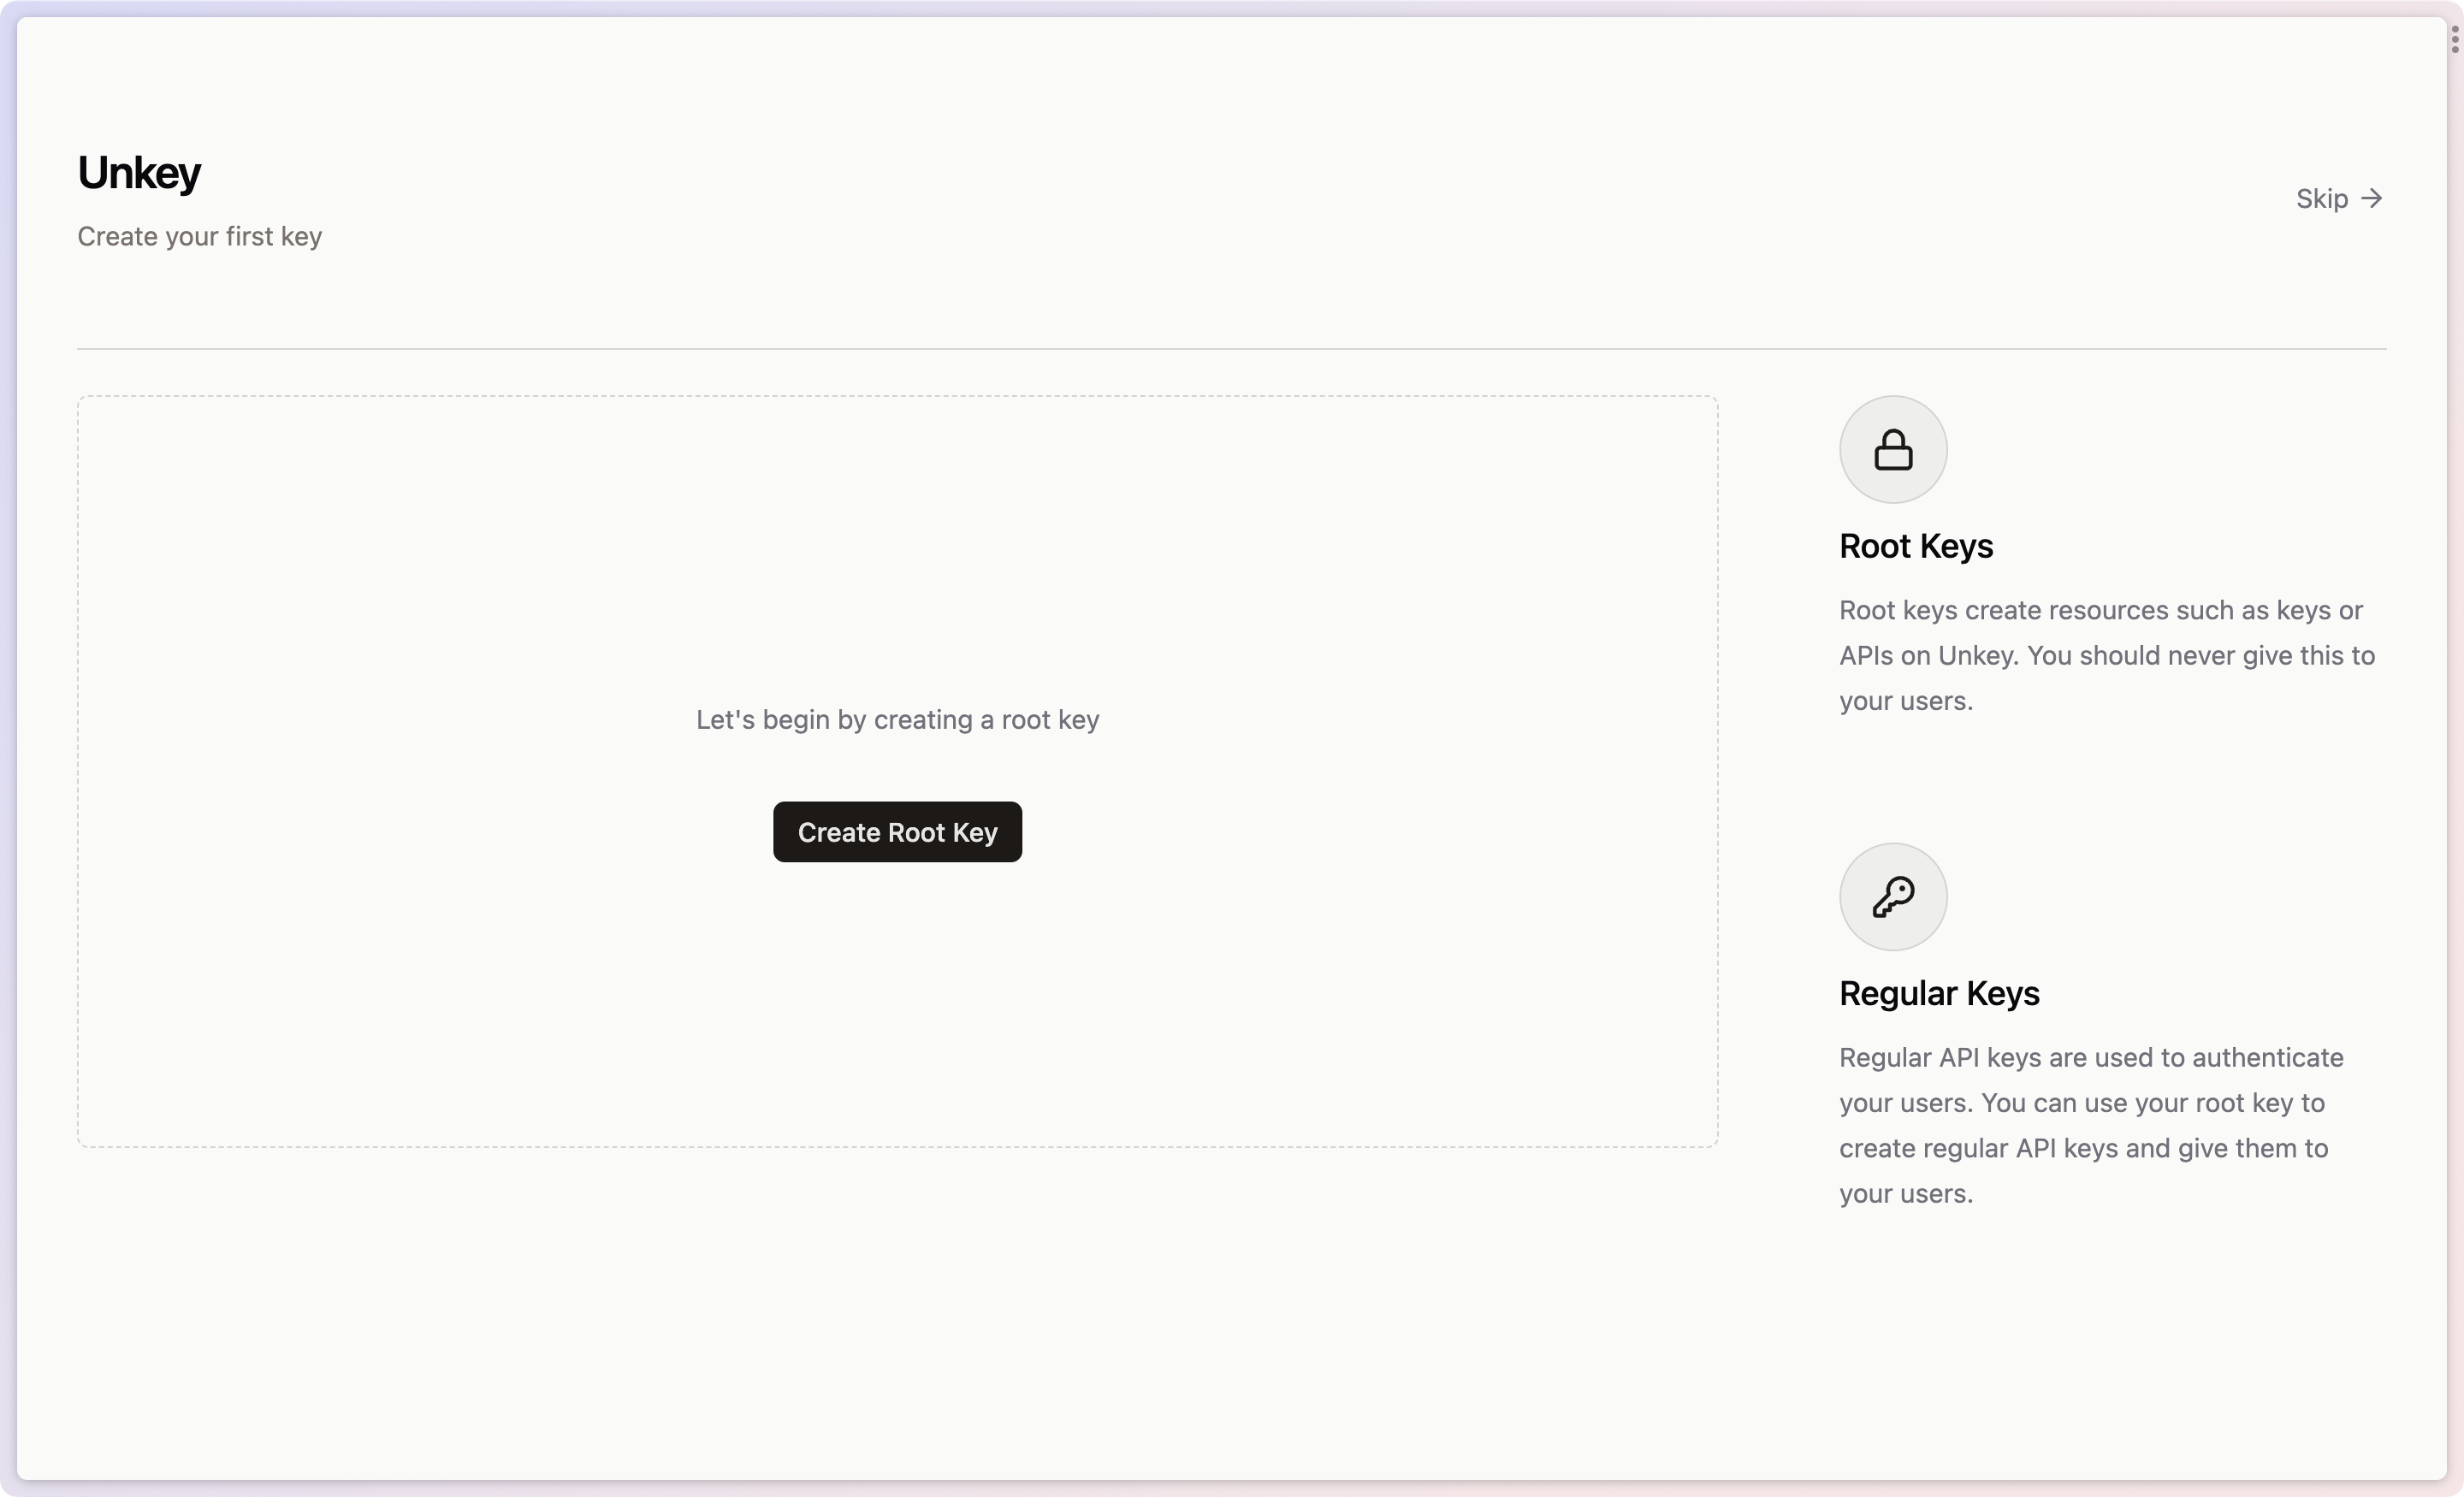 Unkey
Create your first key
Skip →
Let's begin by creating a root key
Create Root Key
Root Keys
Root keys create resources such as keys or
APIs on Unkey. You should never give this to
your users.
Regular Keys
Regular API keys are used to authenticate
your users. You can use your root key to
create regular API keys and give them to
your users.